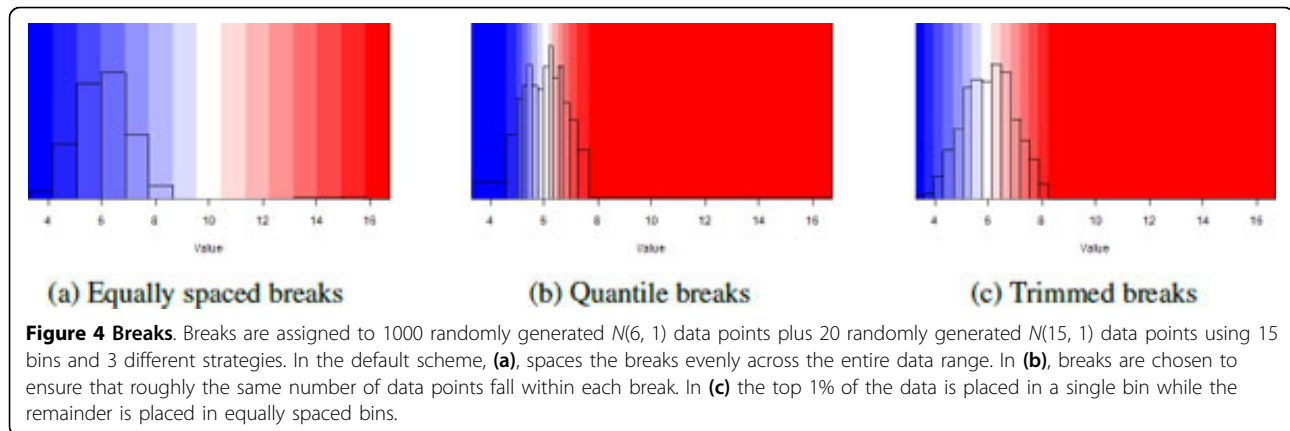 4 6 8 10 12 14 16
Value
4 6 8 10 12 14 16
Value
4 6 8 10 12 14 16
Value
(a) Equally spaced breaks
(b) Quantile breaks
(c) Trimmed breaks
Figure 4 Breaks. Breaks are assigned to 1000 randomly generated N(6, 1) data points plus 20 randomly generated N(15, 1) data points using 15
bins and 3 different strategies. In the default scheme, (a), spaces the breaks evenly across the entire data range. In (b), breaks are chosen to
ensure that roughly the same number of data points fall within each break. In (c) the top 1% of the data is placed in a single bin while the
remainder is placed in equally spaced bins.